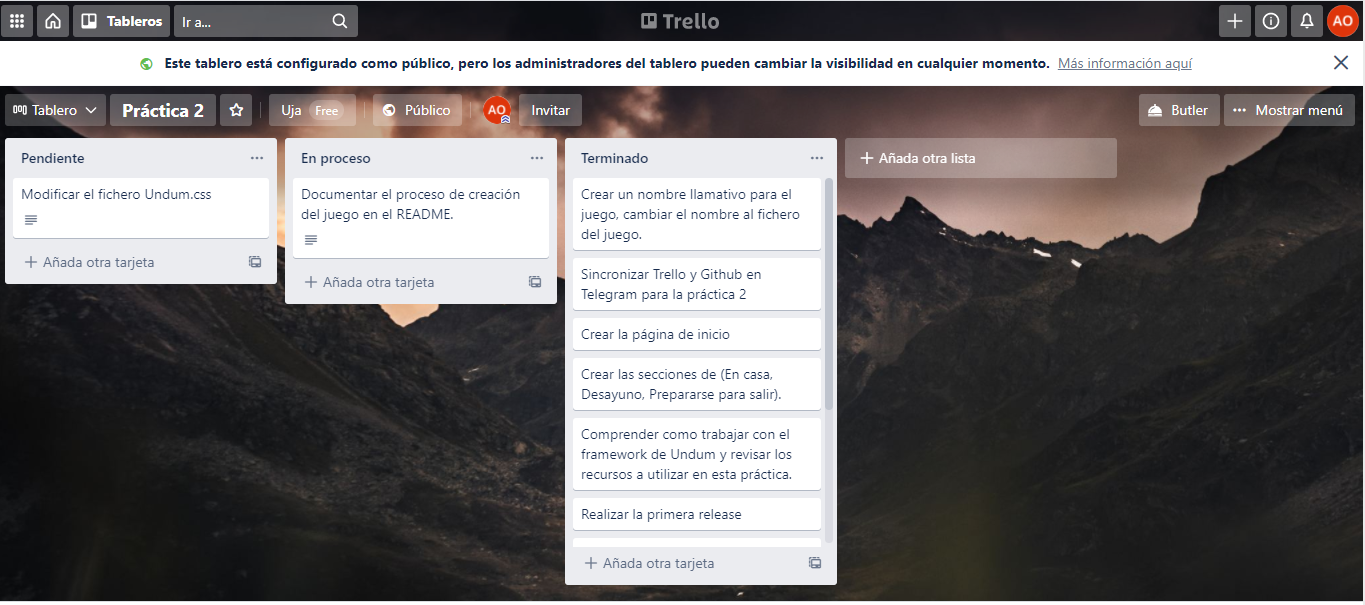 Tableros
Ir a...
Trello
AO
Este tablero está configurado como público, pero los administradores del tablero pueden cambiar la visibilidad en cualquier momento. Más información aquí
Tablero
Práctica 2
Uja Free
Público
AO
Invitar
Butler
Mostrar menú
Pendiente
Modificar el fichero Undum.css
Añada otra tarjeta
En proceso
Documentar el proceso de creación
del juego en el README.
Añada otra tarjeta
Terminado
Crear un nombre llamativo para el
juego, cambiar el nombre al fichero
del juego.
Sincronizar Trello y Github en
Telegram para la práctica 2
Crear la página de inicio
Crear las secciones de (En casa,
Desayuno, Prepararse para salir).
Comprender como trabajar con el
framework de Undum y revisar los
recursos a utilizar en esta práctica.
Realizar la primera release
Añada otra tarjeta
Añada otra lista